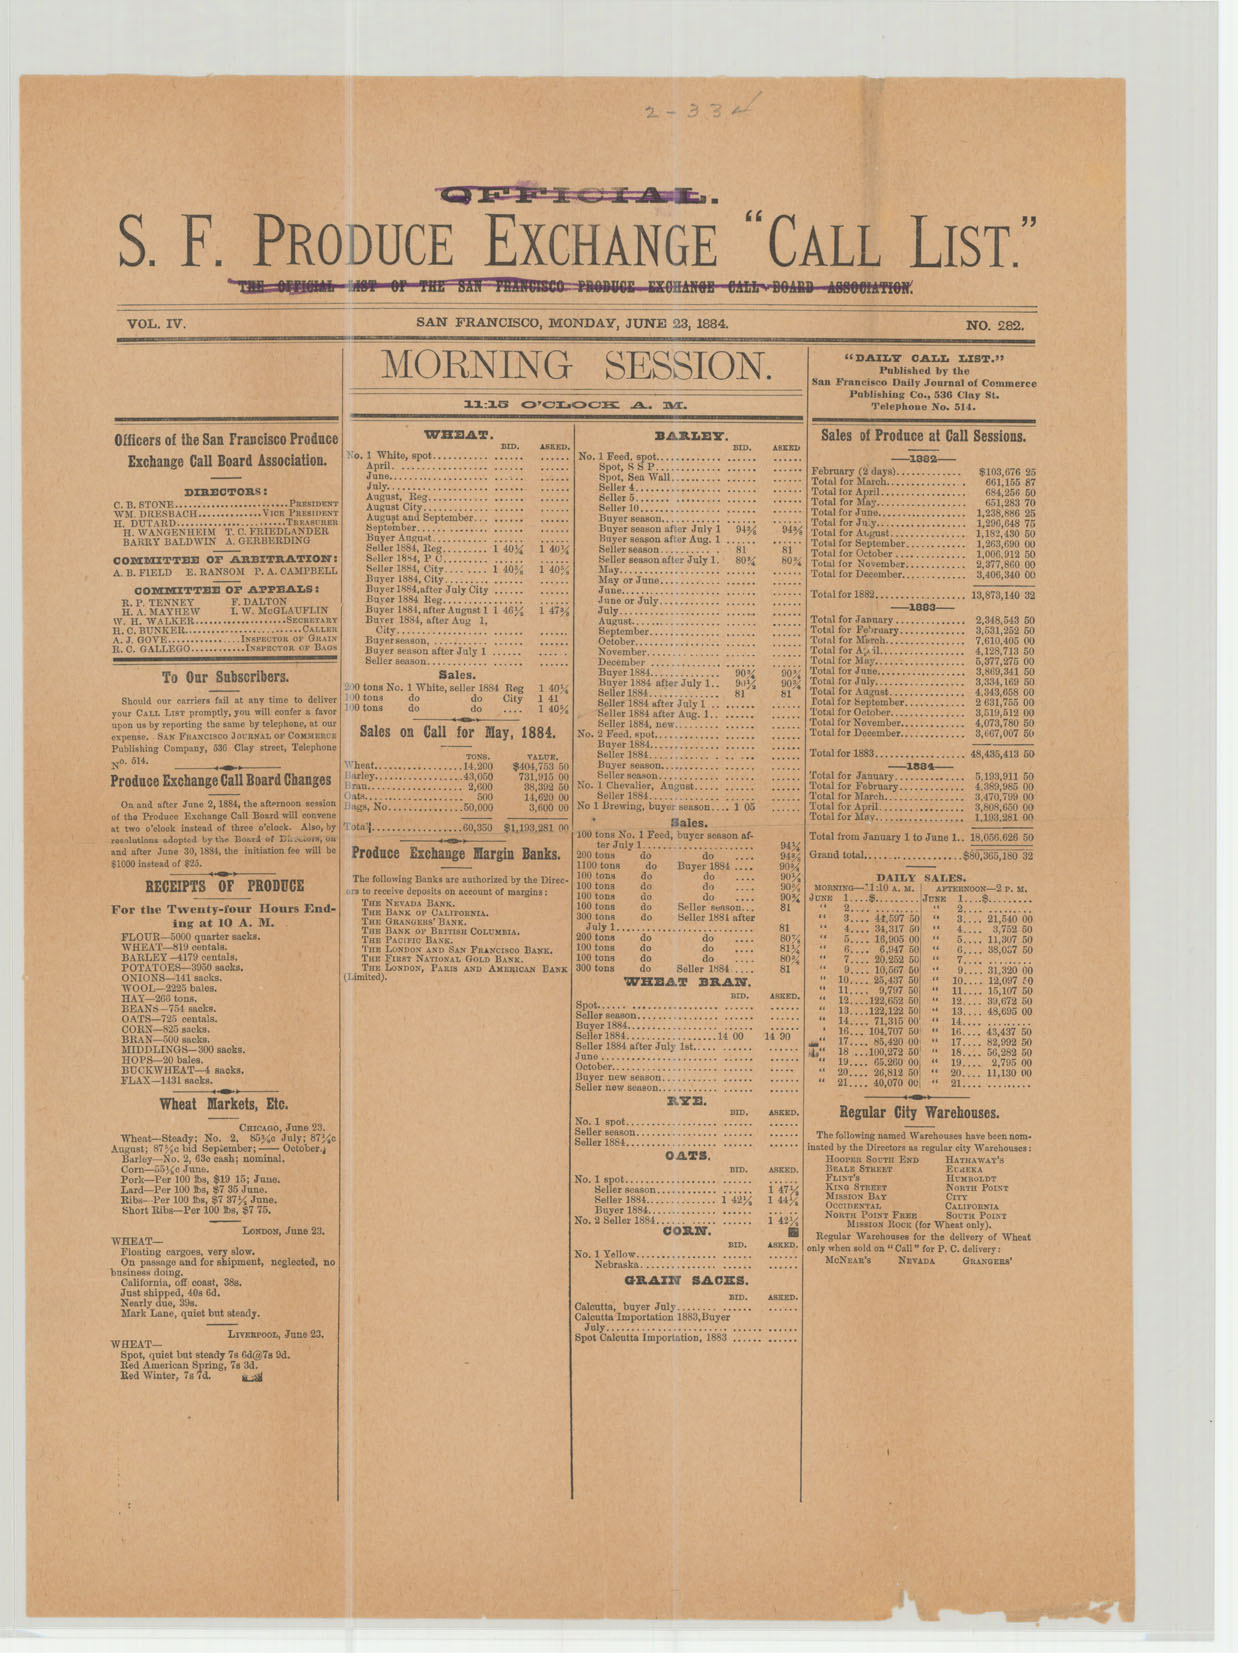 2-334
OFFICIAL.
S. F. PRODUCE EXCHANGE "CALL LIST."
THE OFFICIAL LIST OF THE SAN FRANCISCO PRODUCE EXCHANGE CALL BOARD ASSOCIATION.
VOL. IV. SAN FRANCISCO, MONDAY, JUNE 23, 1884. NO. 282.
Officers of the San Francisco Produce
Exchange Call Board Association.
DIRECTORS:
C. B. STONE........PRESIDENT
WM. DRESBACH........VICE PRESIDENT
H. DUTARD........TREASURER
H. WANGENHEIM T. C. FRIEDLANDER
BARRY BALDWIN A. GERBERDING
COMMITTEE OF ARBITRATION:
A. B. FIELD E. RANSOM P. A. CAMPBELL
COMMITTEE OF APPEALS:
R. P. TENNEY F. DALTON
H. A. MAYHEW I. W. McGLAUFLIN
W. H. WALKER........SECRETARY
H. C. BUNKER........CALLER
A. J. GOVE........INSPECTOR OF GRAIN
R. C. GALLEGO........INSPECTOR OF BAGS
To Our Subscribers.
Should our carriers fail at any time to deliver
your CALL LIST promptly, you will confer a favor
upon us by reporting the same by telephone, at our
expense. SAN FRANCISCO JOURNAL OF COMMERCE
Publishing Company, 536 Clay street, Telephone
No. 514.
Produce Exchange Call Board Changes
On and after June 2, 1884, the afternoon session
of the Produce Exchange Call Board will convene
at two o'clock instead of three o'clock. Also, by
resolutions adopted by the Board of Directors, on
and after June 30, 1884, the initiation fee will be
$1000 instead of $25.
RECEIPTS OF PRODUCE
For the Twenty-four Hours End-
ing at 10 A. M.
FLOUR—5000 quarter sacks.
WHEAT—819 centals.
BARLEY—4179 centals.
POTATOES—3950 sacks.
ONIONS—141 sacks.
WOOL—2225 bales.
HAY—266 tons.
BEANS—754 sacks.
OATS—725 centals.
CORN—825 sacks.
BRAN—500 sacks.
MIDDLINGS—300 sacks.
HOPS—20 bales.
BUCKWHEAT—4 sacks.
FLAX—1431 sacks.
Wheat Markets, Etc.
CHICAGO, June 23.
Wheat—Steady; No. 2, July;
August; bid September; —— October.
Barley—No. 2, 63c cash; nominal.
Corn—55¼c June.
Pork—Per 100 lbs, $19 15; June.
Lard—Per 100 lbs, $7 35 June.
Ribs—Per 100 lbs, $7 37½ June.
Short Ribs—Per 100 lbs, $7 75.
LONDON, June 23.
WHEAT—
Floating cargoes, very slow.
On passage and for shipment, neglected, no
business doing.
California, off coast, 38s.
Just shipped, 40s 6d.
Nearly due, 39s.
Mark Lane, quiet but steady.
LIVERPOOL, June 23.
WHEAT—
Spot, quiet but steady 7s 6d@7s 9d.
Red American Spring, 7s 3d.
Red Winter, 7s 7d.
MORNING SESSION.
11:15 O'CLOCK A. M.
WHEAT.
BID. ASKED.
No. 1 White, spot........
April........
June........
July........
August, Reg........
August City........
August and September...
September........
Buyer August........
Seller 1884, Reg........ 1 40¼ 1 40¼
Seller 1884, P C........
Seller 1884, City........ 1 40⅝ 1 40⅝
Buyer 1884, City........
Buyer 1884, after July City ......
Buyer 1884 Reg........
Buyer 1884, after August 1 1 46½ 1 47⅜
Buyer 1884, after Aug 1,
City........
Buyer season, ........
Buyer season after July 1 ......
Seller season........
Sales.
200 tons No. 1 White, seller 1884 Reg 1 40¼
100 tons do do City 1 41
100 tons do do .... 1 40⅝
Sales on Call for May, 1884.
TONS. VALUE.
Wheat........14,200 $404,753 50
Barley........43,050 731,915 00
Bran........2,600 38,392 50
Oats........500 14,620 00
Bags, No........50,000 3,600 00
Total........60,350 $1,193,281 00
Produce Exchange Margin Banks.
The following Banks are authorized by the Direc-
ors to receive deposits on account of margins:
THE NEVADA BANK.
THE BANK OF CALIFORNIA.
THE GRANGERS' BANK.
THE BANK OF BRITISH COLUMBIA.
THE PACIFIC BANK.
THE LONDON AND SAN FRANCISCO BANK.
THE FIRST NATIONAL GOLD BANK.
THE LONDON, PARIS AND AMERICAN BANK
(Limited).
BARLEY.
BID. ASKED
No. 1 Feed, spot........
Spot, S S P........
Spot, Sea Wall........
Seller 4........
Seller 5........
Seller 10........
Buyer season........
Buyer season after July 1 94⅜ 94⅜
Buyer season after Aug. 1 ......
Seller season........ 81 81
Seller season after July 1. 80¾ 80¾
May........
May or June........
June........
June or July........
July........
August........
September........
October........
November........
December ........
Buyer 1884........ 90¾ 90¾
Buyer 1884 after July 1..
Seller 1884........ 81 81
Seller 1884 after July 1 ..
Seller 1884 after Aug. 1..
Seller 1884, new........
No. 2 Feed, spot........
Buyer 1884........
Seller 1884........
Buyer season........
Seller season........
No. 1 Chevalier, August....
Seller 1884........
No 1 Brewing, buyer season.... 1 05 ......
Sales.
100 tons No. 1 Feed, buyer season af-
ter July 1........ 94¼
200 tons do do .... 94⅜
1100 tons do Buyer 1884 .... 90¾
100 tons do do ....
100 tons do do ....
100 tons do do .... 90¾
100 tons do Seller season... 81
300 tons do Seller 1884 after
July 1........ 81
200 tons do do .... 80⅞
100 tons do do .... 81¼
100 tons do do .... 80¾
300 tons do Seller 1884 .... 81
WHEAT BRAN.
BID. ASKED.
Spot........
Seller season........
Buyer 1884........
Seller 1884........14 00 14 90
Seller 1884 after July 1st........
June ........
October........
Buyer new season........
Seller new season........
RYE.
BID. ASKED.
No. 1 spot........
Seller season........
Seller 1884........
OATS.
BID. ASKED.
No. 1 spot........
Seller season........ 1 47½
Seller 1884........ 1 42½ 1 44¼
Buyer 1884........
No. 2 Seller 1884........ 1 42½
CORN.
BID. ASKED.
No. 1 Yellow........
Nebraska........
GRAIN SACKS.
BID. ASKED.
Calcutta, buyer July........
Calcutta Importation 1883, Buyer
July........
Spot Calcutta Importation, 1883 ......
"DAILY CALL LIST."
Published by the
San Francisco Daily Journal of Commerce
Publishing Co., 536 Clay St.
Telephone No. 514.
Sales of Produce at Call Sessions.
—1882—
February (2 days)........ $103,676 25
Total for March........ 661,155 87
Total for April........ 684,256 50
Total for May........ 651,283 70
Total for June........ 1,238,886 25
Total for July........ 1,296,648 75
Total for August........ 1,182,430 50
Total for September........ 1,263,690 00
Total for October........ 1,006,912 50
Total for November........ 2,377,860 00
Total for December........ 3,406,340 00
Total for 1882........ 13,873,140 32
—1883—
Total for January........ 2,348,543 50
Total for February........ 3,531,252 50
Total for March........ 7,610,405 00
Total for April........ 4,128,713 50
Total for May........ 5,377,275 00
Total for June........ 3,869,341 50
Total for July........ 3,334,169 50
Total for August........ 4,343,658 00
Total for September........ 2 631,755 00
Total for October........ 3,519,512 00
Total for November........ 4,073,780 50
Total for December........ 3,667,007 50
Total for 1883........ 48,435,413 50
—1884—
Total for January........ 5,193,911 50
Total for February........ 4,389,985 00
Total for March........ 3,470,799 00
Total for April........ 3,808,650 00
Total for May........ 1,193,281 00
Total from January 1 to June 1.. 18,056,626 50
Grand total........$80,365,180 32
DAILY SALES.
MORNING—11:10 A. M. AFTERNOON—2 P. M.
JUNE 1....$........ JUNE 1....$........
" 2.... ........ " 2.... ........
" 3.... 44,597 50 " 3.... 21,540 00
" 4.... 34,317 50 " 4.... 3,752 50
" 5.... 16,905 00 " 5.... 11,307 50
" 6.... 6,947 50 " 6.... 38,057 50
" 7.... 20,252 50 " 7.... ........
" 9.... 10,567 50 " 9.... 31,320 00
" 10.... 25,437 50 " 10.... 12,097 50
" 11.... 9,797 50 " 11.... 15,107 50
" 12....122,652 50 " 12.... 39,672 50
" 13....122,122 50 " 13.... 48,695 00
" 14.... 71,315 00 " 14.... ........
" 16... 104,707 50 " 16.... 43,437 50
" 17.... 85,420 00 " 17.... 82,992 50
" 18 ...100,272 50 " 18.... 56,282 50
" 19.... 65,260 00 " 19.... 2,795 00
" 20.... 26,812 50 " 20.... 11,130 00
" 21.... 40,070 00 " 21.... ........
Regular City Warehouses.
The following named Warehouses have been nom-
inated by the Directors as regular city Warehouses:
HOOPER SOUTH END HATHAWAY'S
BEALE STREET EUREKA
FLINT'S HUMBOLDT
KING STREET NORTH POINT
MISSION BAY CITY
OCCIDENTAL CALIFORNIA
NORTH POINT FREE SOUTH POINT
MISSION ROCK (for Wheat only).
Regular Warehouses for the delivery of Wheat
only when sold on "Call" for P. C. delivery:
McNEAR'S NEVADA GRANGERS'